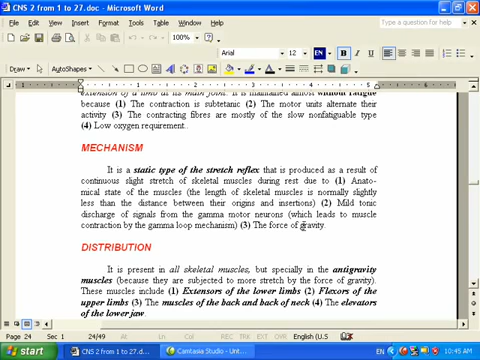 CNS 2 from 1 to 27.doc - Microsoft Word
File Edit View Insert Format Tools Table Window Help
Type a question for help
100%
Arial 12 EN B I U
Draw AutoShapes
extension of a limb at its main joint. It is maintained almost without fatigue
because (1) The contraction is subtetanic (2) The motor units alternate their
activity (3) The contracting fibres are mostly of the slow nonfatiguable type
(4) Low oxygen requirement.
MECHANISM
It is a static type of the stretch reflex that is produced as a result of
continuous slight stretch of skeletal muscles during rest due to (1) Anato-
mical state of the muscles (the length of skeletal muscles is normally slightly
less than the distance between their origins and insertions) (2) Mild tonic
discharge of signals from the gamma motor neurons (which leads to muscle
contraction by the gamma loop mechanism) (3) The force of gravity.
DISTRIBUTION
It is present in all skeletal muscles, but specially in the antigravity
muscles (because they are subjected to more stretch by the force of gravity).
These muscles include (1) Extensors of the lower limbs (2) Flexors of the
upper limbs (3) The muscles of the back and back of neck (4) The elevators
of the lower jaw.
Page 24 Sec 1 24/49 At Ln Col REC TRK EXT OVR English (U.S
start CNS 2 from 1 to 27.d... Camtasia Studio - Unt... EN 10:45 AM